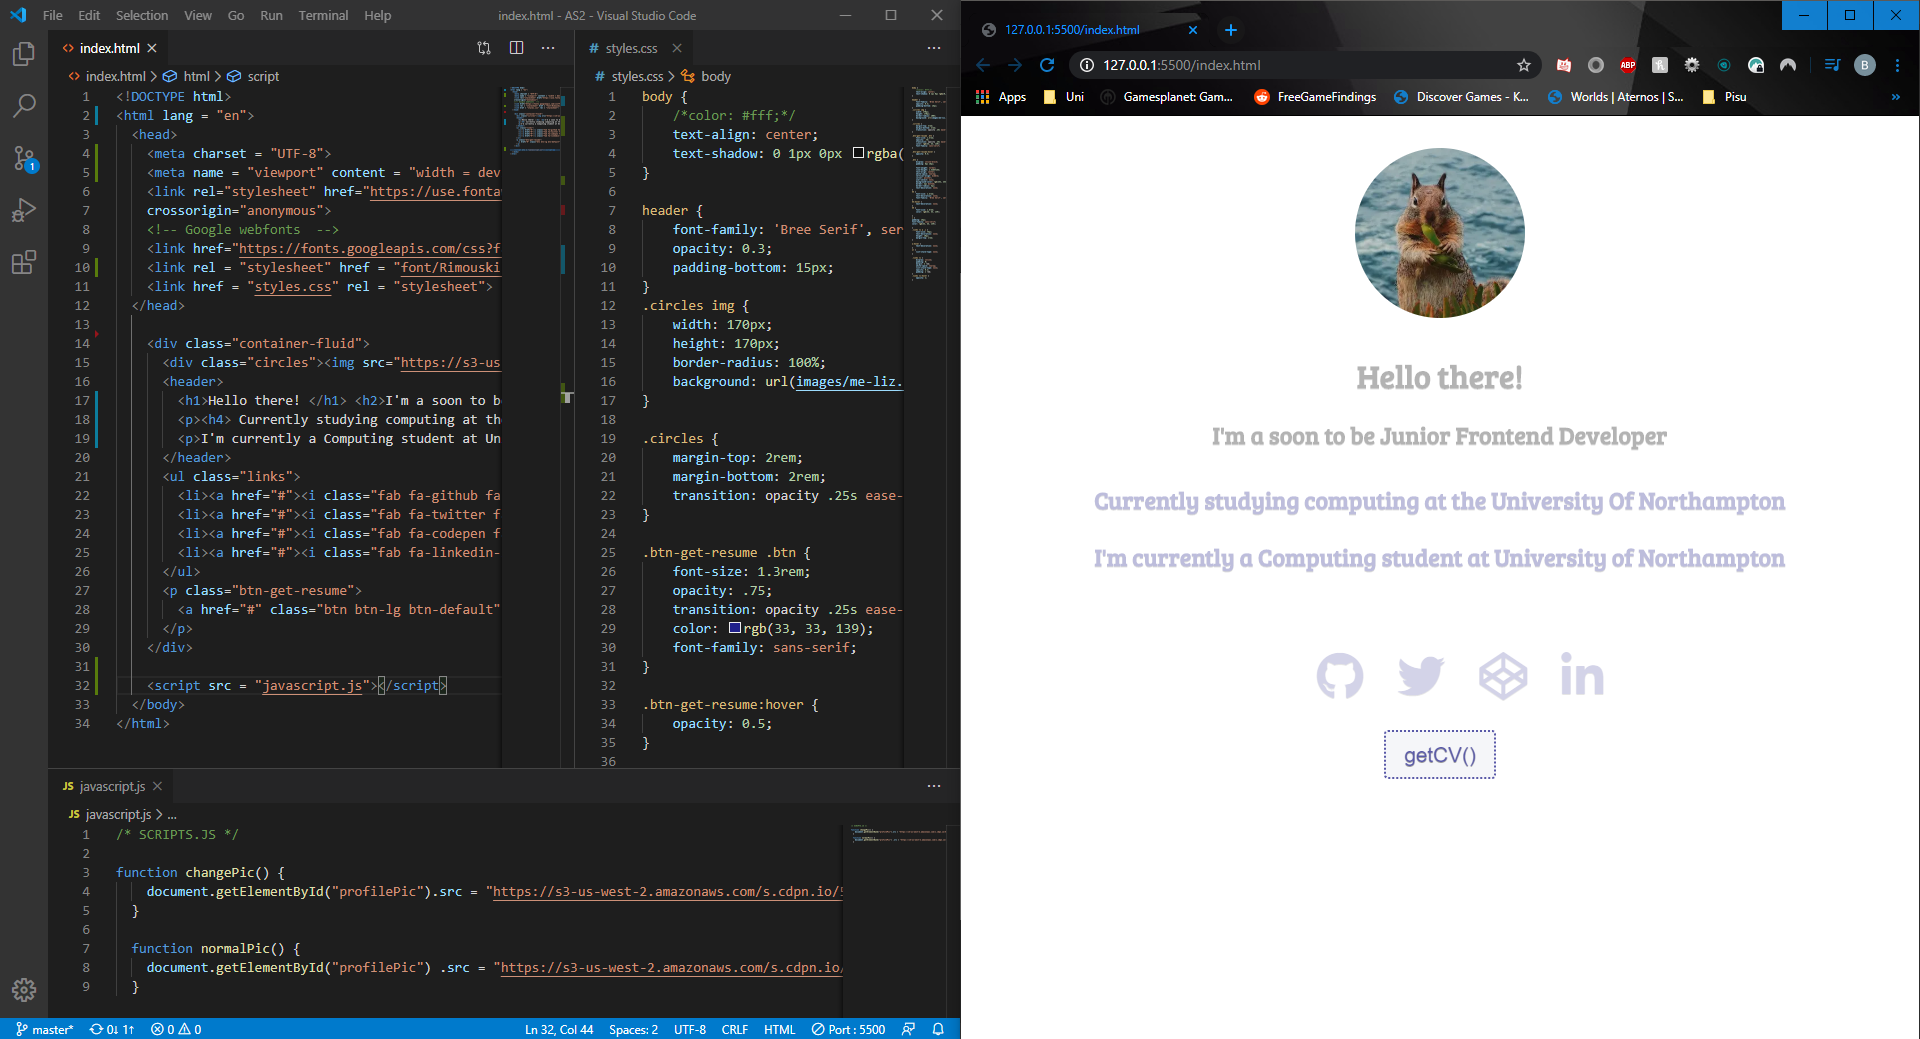 File Edit Selection View Go Run Terminal Help index.html - AS2 - Visual Studio Code
index.html
index.html > html > script
1 <!DOCTYPE html>
2 <html lang = "en">
3 <head>
4 <meta charset = "UTF-8">
5 <meta name = "viewport" content = "width = dev
6 <link rel="stylesheet" href="https://use.fonta
7 crossorigin="anonymous">
8 <!-- Google webfonts -->
9 <link href="https://fonts.googleapis.com/css?f
10 <link rel = "stylesheet" href = "font/Rimouski
11 <link href = "styles.css" rel = "stylesheet">
12 </head>
13
14 <div class="container-fluid">
15 <div class="circles"><img src="https://s3-us
16 <header>
17 <h1>Hello there! </h1> <h2>I'm a soon to b
18 <p><h4> Currently studying computing at th
19 <p>I'm currently a Computing student at Un
20 </header>
21 <ul class="links">
22 <li><a href="#"><i class="fab fa-github fa
23 <li><a href="#"><i class="fab fa-twitter f
24 <li><a href="#"><i class="fab fa-codepen f
25 <li><a href="#"><i class="fab fa-linkedin-
26 </ul>
27 <p class="btn-get-resume">
28 <a href="#" class="btn btn-lg btn-default"
29 </p>
30 </div>
31
32 <script src = "javascript.js"></script>
33 </body>
34 </html>
# styles.css
# styles.css > body
1 body {
2 /*color: #fff;*/
3 text-align: center;
4 text-shadow: 0 1px 0px rgba(
5 }
6
7 header {
8 font-family: 'Bree Serif', ser
9 opacity: 0.3;
10 padding-bottom: 15px;
11 }
12 .circles img {
13 width: 170px;
14 height: 170px;
15 border-radius: 100%;
16 background: url(images/me-liz.
17 }
18
19 .circles {
20 margin-top: 2rem;
21 margin-bottom: 2rem;
22 transition: opacity .25s ease-
23 }
24
25 .btn-get-resume .btn {
26 font-size: 1.3rem;
27 opacity: .75;
28 transition: opacity .25s ease-
29 color: rgb(33, 33, 139);
30 font-family: sans-serif;
31 }
32
33 .btn-get-resume:hover {
34 opacity: 0.5;
35 }
36
JS javascript.js
JS javascript.js > ...
1 /* SCRIPTS.JS */
2
3 function changePic() {
4 document.getElementById("profilePic").src = "https://s3-us-west-2.amazonaws.com/s.cdpn.io/5
5 }
6
7 function normalPic() {
8 document.getElementById("profilePic") .src = "https://s3-us-west-2.amazonaws.com/s.cdpn.io/
9 }
1
master* 0↓ 1↑ 0 0 Ln 32, Col 44 Spaces: 2 UTF-8 CRLF HTML Port : 5500
127.0.0.1:5500/index.html
127.0.0.1:5500/index.html ABP B
Apps Uni Gamesplanet: Gam... FreeGameFindings Discover Games - K... Worlds | Aternos | S... Pisu »
Hello there!
I'm a soon to be Junior Frontend Developer
Currently studying computing at the University Of Northampton
I'm currently a Computing student at University of Northampton
in
getCV()